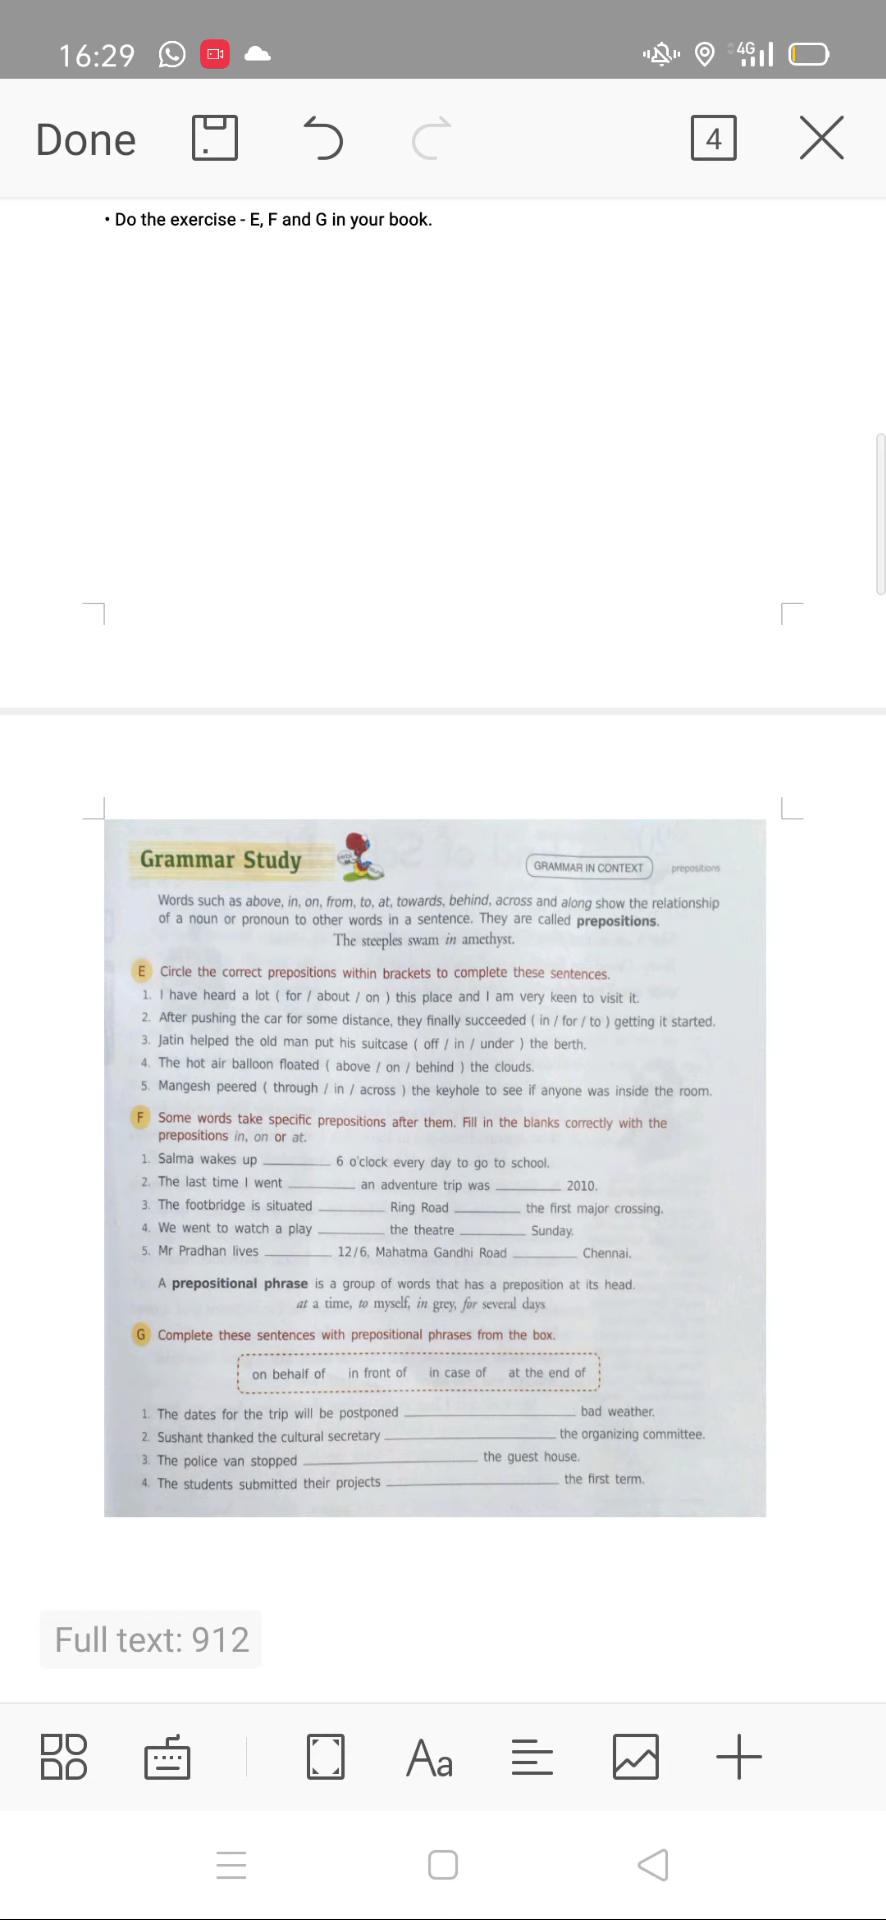 16:29
4G
Done
4
• Do the exercise - E, F and G in your book.
Grammar Study
GRAMMAR IN CONTEXT prepositions
Words such as above, in, on, from, to, at, towards, behind, across and along show the relationship
of a noun or pronoun to other words in a sentence. They are called prepositions.
The steeples swam in amethyst.
E Circle the correct prepositions within brackets to complete these sentences.
1. I have heard a lot ( for / about / on ) this place and I am very keen to visit it.
2. After pushing the car for some distance, they finally succeeded ( in / for / to ) getting it started.
3. Jatin helped the old man put his suitcase ( off / in / under ) the berth.
4. The hot air balloon floated ( above / on / behind ) the clouds.
5. Mangesh peered ( through / in / across ) the keyhole to see if anyone was inside the room.
F Some words take specific prepositions after them. Fill in the blanks correctly with the
prepositions in, on or at.
1. Salma wakes up ________ 6 o'clock every day to go to school.
2. The last time I went ________ an adventure trip was ________ 2010.
3. The footbridge is situated ________ Ring Road ________ the first major crossing.
4. We went to watch a play ________ the theatre ________ Sunday.
5. Mr Pradhan lives ________ 12/6, Mahatma Gandhi Road ________ Chennai.
A prepositional phrase is a group of words that has a preposition at its head.
at a time, to myself, in grey, for several days
G Complete these sentences with prepositional phrases from the box.
on behalf of in front of in case of at the end of
1. The dates for the trip will be postponed ________ bad weather.
2. Sushant thanked the cultural secretary ________ the organizing committee.
3. The police van stopped ________ the guest house.
4. The students submitted their projects ________ the first term.
Full text: 912
Aa